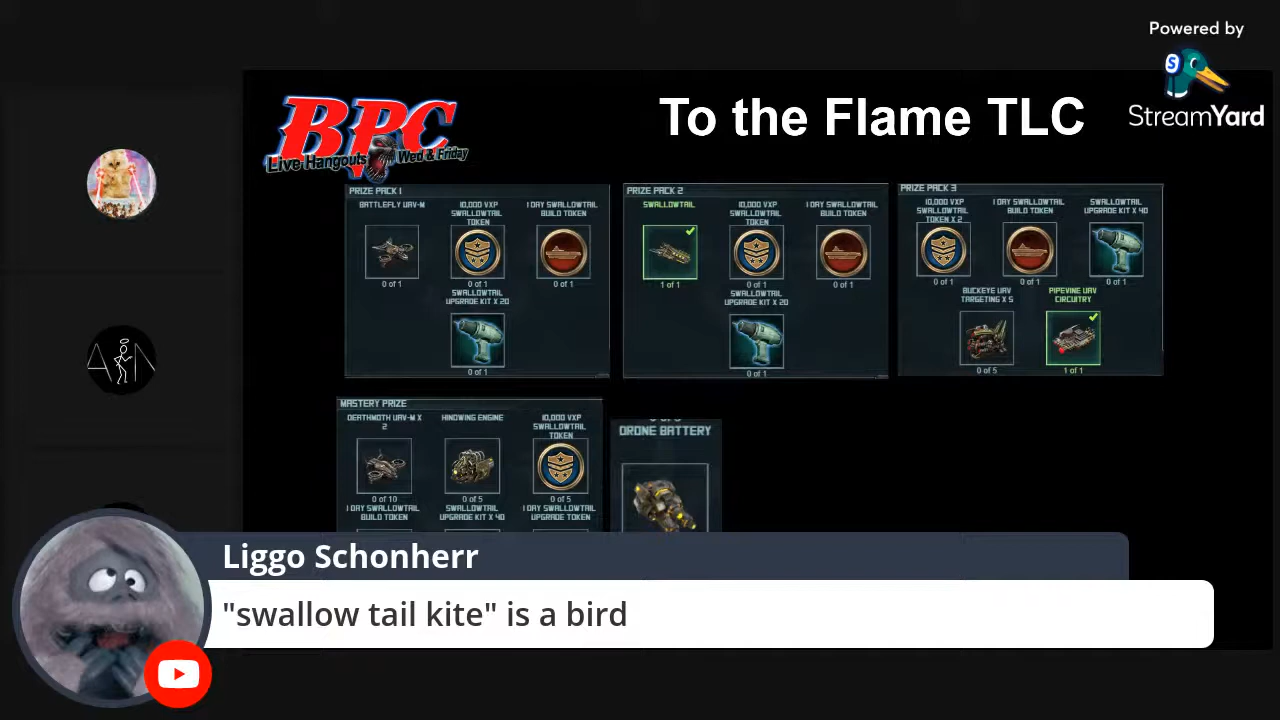 Powered by
StreamYard
BPC
Live Hangouts Wed & Friday
To the Flame TLC
PRIZE PACK 1
BATTLEFLY UAV-M
0 of 1
10,000 VXP
SWALLOWTAIL
TOKEN
0 of 1
1 DAY SWALLOWTAIL
BUILD TOKEN
0 of 1
SWALLOWTAIL
UPGRADE KIT X 20
0 of 1
PRIZE PACK 2
SWALLOWTAIL
1 of 1
10,000 VXP
SWALLOWTAIL
TOKEN
0 of 1
1 DAY SWALLOWTAIL
BUILD TOKEN
0 of 1
SWALLOWTAIL
UPGRADE KIT X 20
0 of 1
PRIZE PACK 3
10,000 VXP
SWALLOWTAIL
TOKEN X 2
0 of 1
1 DAY SWALLOWTAIL
BUILD TOKEN
0 of 1
SWALLOWTAIL
UPGRADE KIT X 40
0 of 1
BUCKEYE UAV
TARGETING X 5
0 of 5
PIPEVINE UAV
CIRCUITRY
1 of 1
MASTERY PRIZE
DEATHMOTH UAV-M X
2
0 of 10
HINDWING ENGINE
0 of 5
10,000 VXP
SWALLOWTAIL
TOKEN
0 of 5
1 DAY SWALLOWTAIL
BUILD TOKEN
SWALLOWTAIL
UPGRADE KIT X 40
1 DAY SWALLOWTAIL
UPGRADE TOKEN
DRONE BATTERY
Liggo Schonherr
"swallow tail kite" is a bird